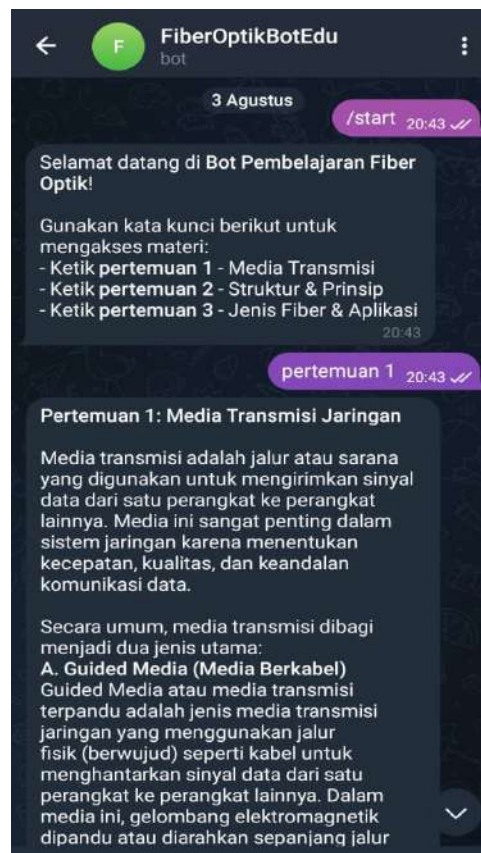 F
FiberOptikBotEdu
bot
3 Agustus
/start 20:43
Selamat datang di Bot Pembelajaran Fiber
Optik!
Gunakan kata kunci berikut untuk
mengakses materi:
- Ketik pertemuan 1 - Media Transmisi
- Ketik pertemuan 2 - Struktur & Prinsip
- Ketik pertemuan 3 - Jenis Fiber & Aplikasi
20:43
pertemuan 1 20:43
Pertemuan 1: Media Transmisi Jaringan
Media transmisi adalah jalur atau sarana
yang digunakan untuk mengirimkan sinyal
data dari satu perangkat ke perangkat
lainnya. Media ini sangat penting dalam
sistem jaringan karena menentukan
kecepatan, kualitas, dan keandalan
komunikasi data.
Secara umum, media transmisi dibagi
menjadi dua jenis utama:
A. Guided Media (Media Berkabel)
Guided Media atau media transmisi
terpandu adalah jenis media transmisi
jaringan yang menggunakan jalur
fisik (berwujud) seperti kabel untuk
menghantarkan sinyal data dari satu
perangkat ke perangkat lainnya. Dalam
media ini, gelombang elektromagnetik
dipandu atau diarahkan sepanjang jalur